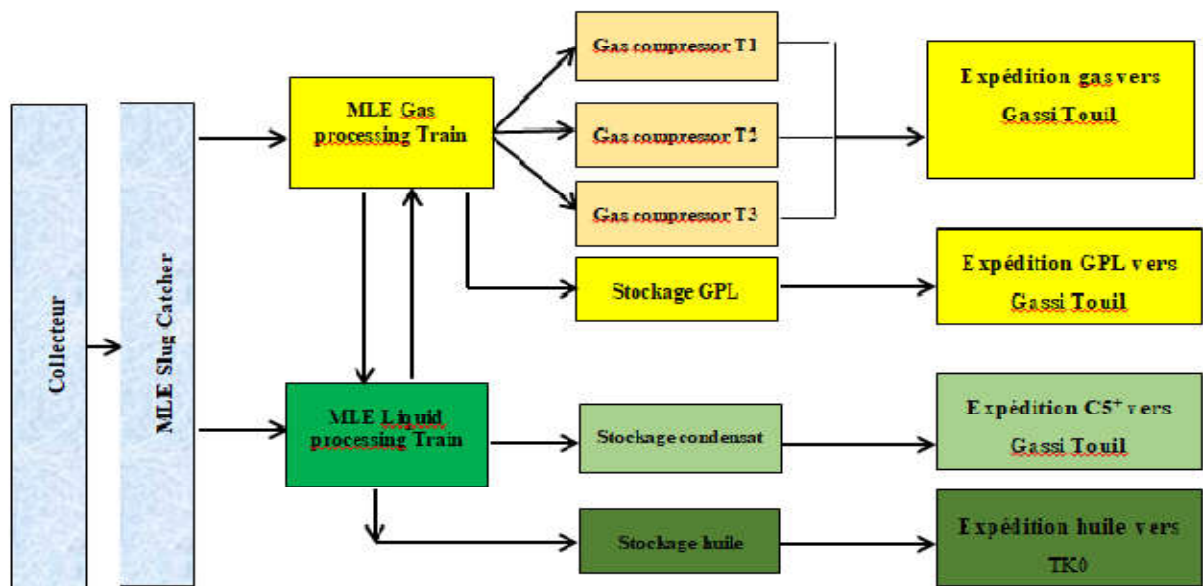 Collecteur
MLE Slug Catcher
MLE Gas
processing Train
MLE Liquid
processing Train
Gas compressor T1
Gas compressor T2
Gas compressor T3
Stockage GPL
Stockage condensat
Stockage huile
Expédition gas vers
Gassi Touil
Expédition GPL vers
Gassi Touil
Expédition C5⁺ vers
Gassi Touil
Expédition huile vers
TK0